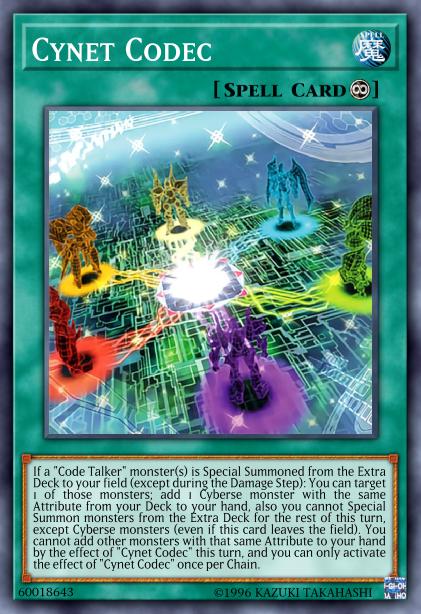 Cynet Codec
SPELL
魔
[Spell Card]
If a "Code Talker" monster(s) is Special Summoned from the Extra
Deck to your field (except during the Damage Step): You can target
1 of those monsters; add 1 Cyberse monster with the same
Attribute from your Deck to your hand, also you cannot Special
Summon monsters from the Extra Deck for the rest of this turn,
except Cyberse monsters (even if this card leaves the field). You
cannot add other monsters with that same Attribute to your hand
by the effect of "Cynet Codec" this turn, and you can only activate
the effect of "Cynet Codec" once per Chain.
60018643
©1996 KAZUKI TAKAHASHI